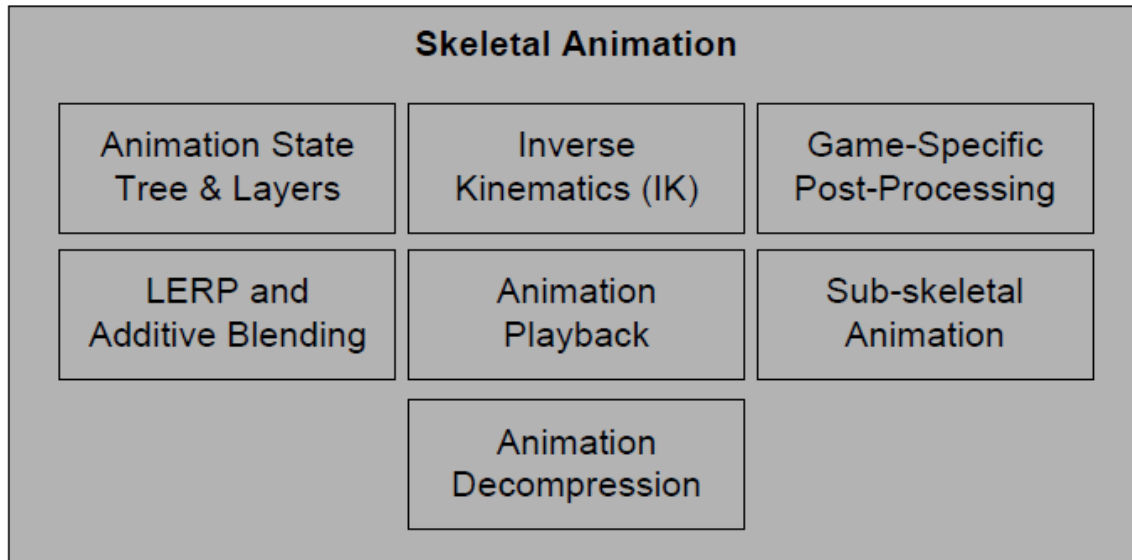 Skeletal Animation
Animation State
Tree & Layers
Inverse
Kinematics (IK)
Game-Specific
Post-Processing
LERP and
Additive Blending
Animation
Playback
Sub-skeletal
Animation
Animation
Decompression